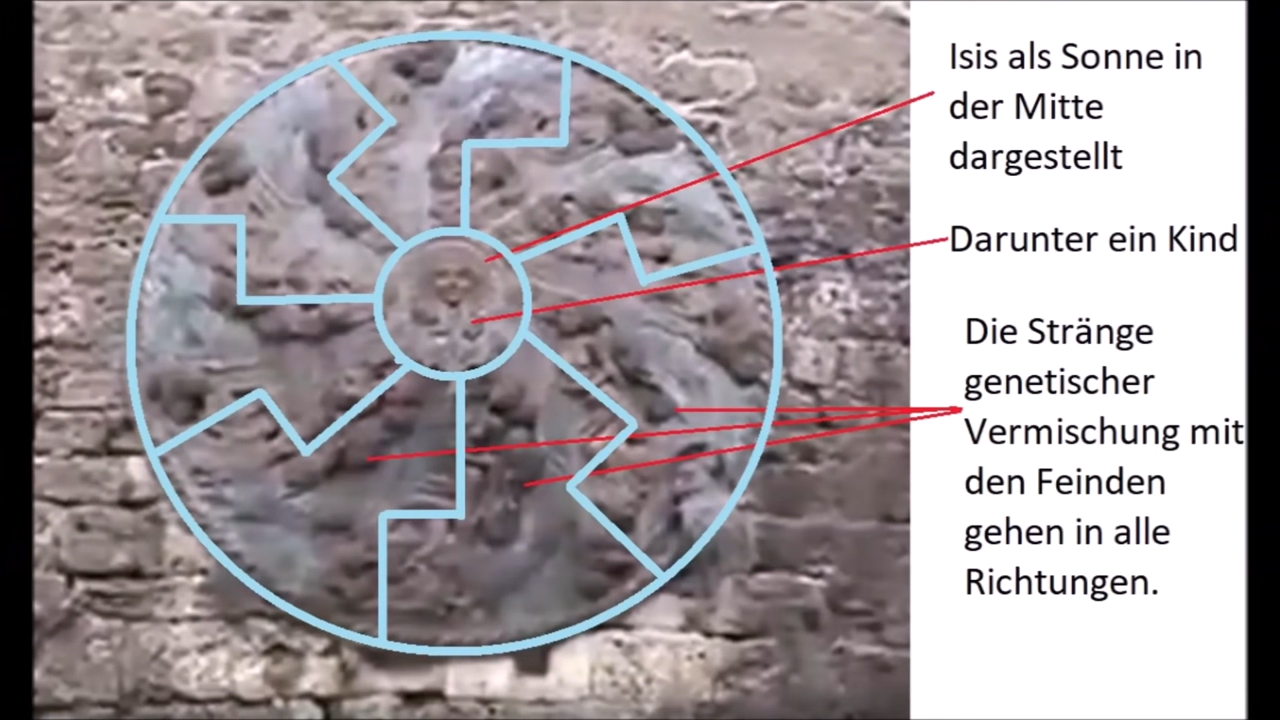 Isis als Sonne in
der Mitte
dargestellt
Darunter ein Kind
Die Stränge
genetischer
Vermischung mit
den Feinden
gehen in alle
Richtungen.